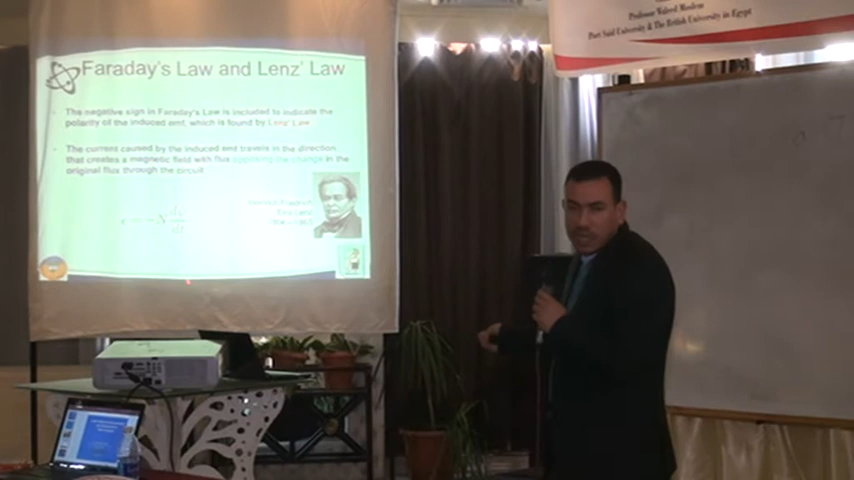 Professor Waleed Moslem
Port Said University & The British University in Egypt
Faraday's Law and Lenz' Law
The negative sign in Faraday's Law is included to indicate the
polarity of the induced emf, which is found by Lenz' Law
The current caused by the induced emf travels in the direction
that creates a magnetic field with flux opposing the change in the
original flux through the circuit